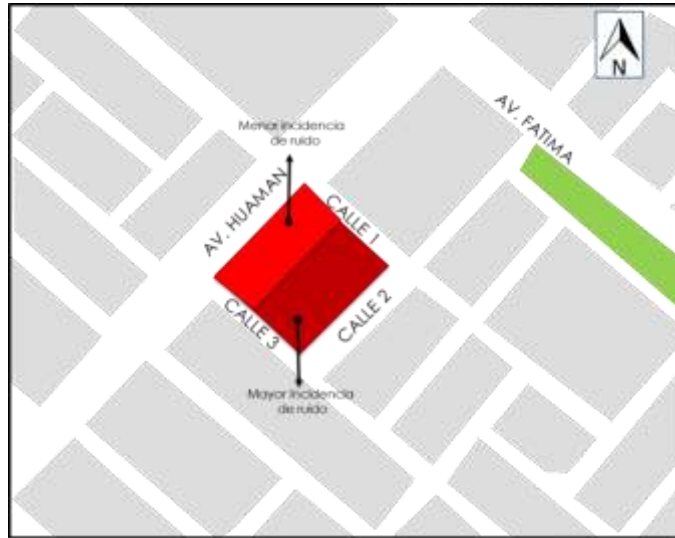 N
AV. FATIMA
Menor incidencia
de ruido
AV. HUAMAN
CALLE 1
CALLE 2
CALLE 3
Mayor incidencia
de ruido